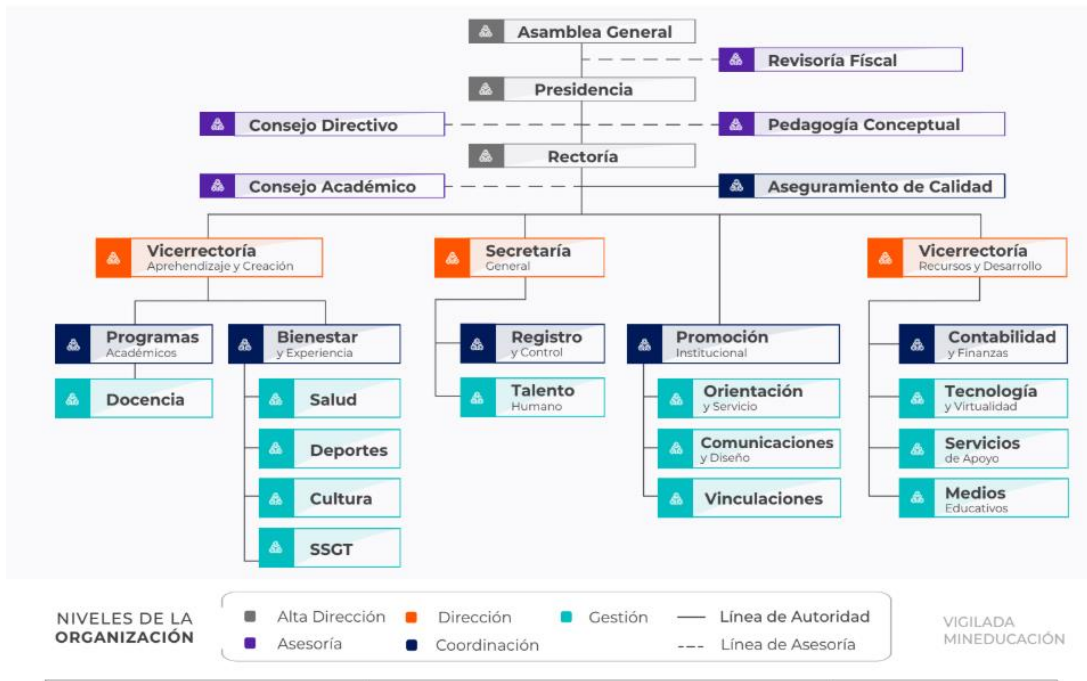 Asamblea General
Revisoría Físcal
Presidencia
Consejo Directivo
Pedagogía Conceptual
Rectoría
Consejo Académico
Aseguramiento de Calidad
Vicerrectoría
Aprehendizaje y Creación
Secretaría
General
Vicerrectoría
Recursos y Desarrollo
Programas
Académicos
Bienestar
y Experiencia
Registro
y Control
Promoción
Institucional
Contabilidad
y Finanzas
Docencia
Salud
Talento
Humano
Orientación
y Servicio
Tecnología
y Virtualidad
Deportes
Comunicaciones
y Diseño
Servicios
de Apoyo
Cultura
Vinculaciones
Medios
Educativos
SSGT
NIVELES DE LA
ORGANIZACIÓN
Alta Dirección
Dirección
Gestión
Línea de Autoridad
Asesoría
Coordinación
Línea de Asesoría
VIGILADA
MINEDUCACIÓN